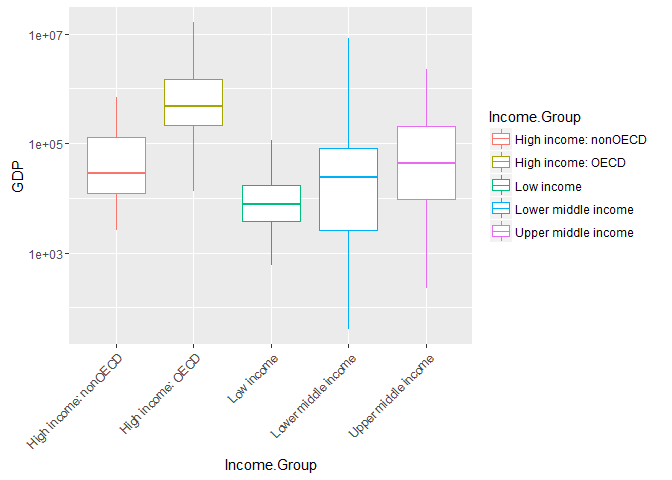 1e+07
1e+05
1e+03
GDP
High income: nonOECD
High income: OECD
Low income
Lower middle income
Upper middle income
Income.Group
Income.Group
High income: nonOECD
High income: OECD
Low income
Lower middle income
Upper middle income